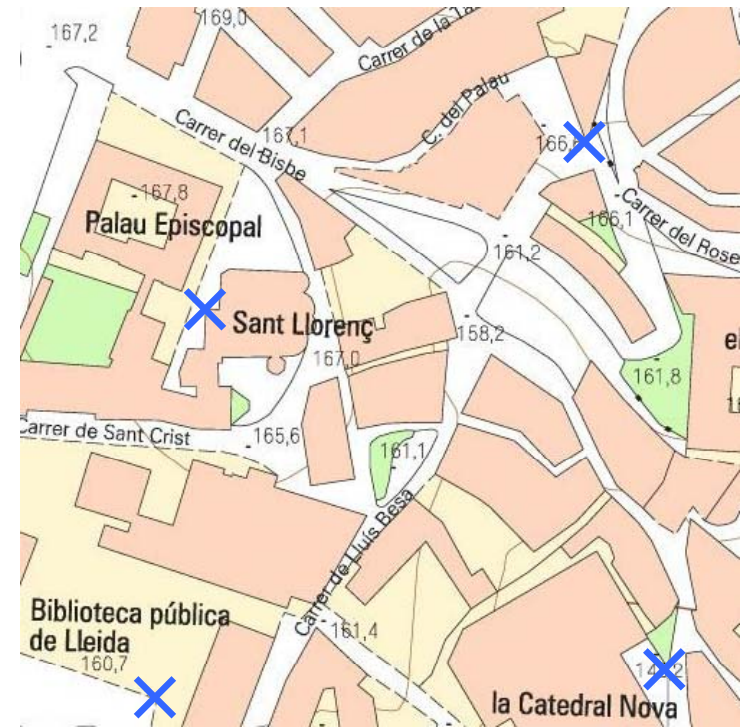 167,2
169,0
Carrer de la
C. del Palau
Carrer del Bisbe
167,1
167,8
Palau Episcopal
166,1
Carrer del Rose
161,2
158,2
Sant Llorenç
167,0
161,8
Carrer de Sant Crist
165,6
161,1
Carrer de Lluís Besa
Biblioteca pública
de Lleida
160,7
161,4
la Catedral Nova